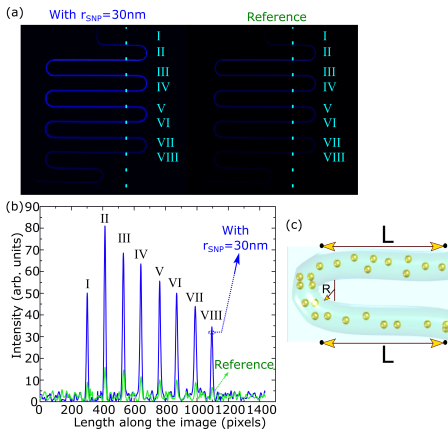 (a)
With r_SNP=30nm
Reference
I
II
III
IV
V
VI
VII
VIII
I
II
III
IV
V
VI
VII
VIII
(b)
Intensity (arb. units)
90
80
70
60
50
40
30
20
10
0
I
II
III
IV
V
VI
VII
VIII
With
r_SNP=30nm
Reference
0 200 400 600 800 1000 1200 1400
Length along the image (pixels)
(c)
L
R
L